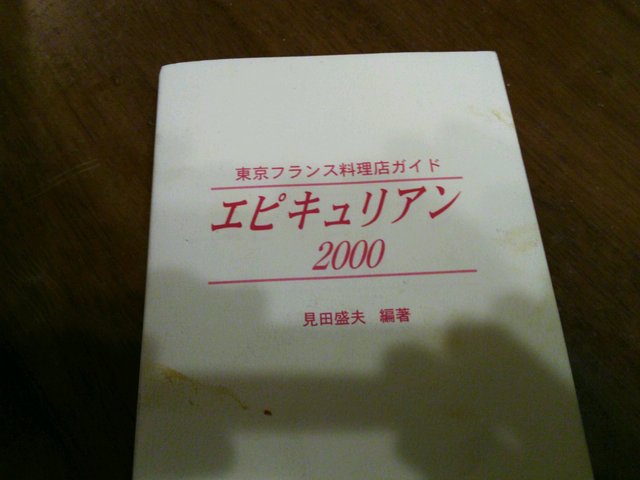 東京フランス料理店ガイド
エピキュリアン
2000
見田盛夫 編著